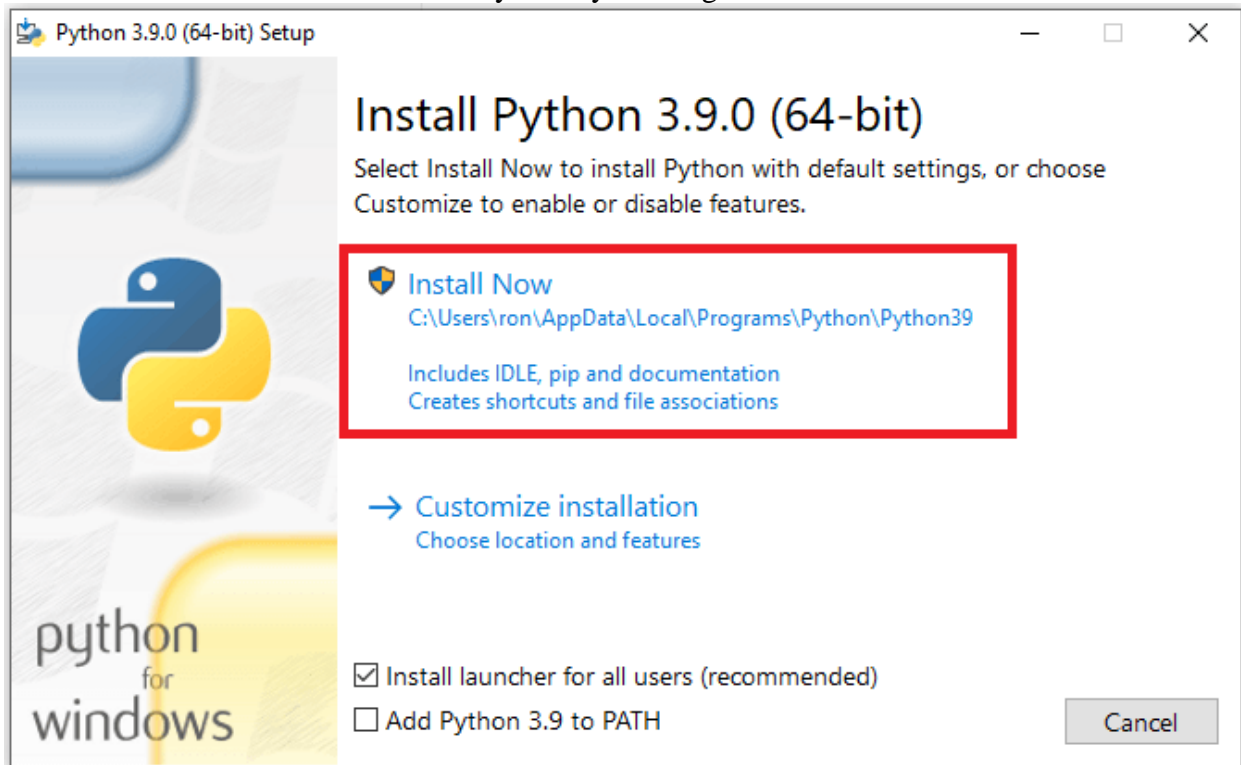 Python 3.9.0 (64-bit) Setup
Install Python 3.9.0 (64-bit)
Select Install Now to install Python with default settings, or choose
Customize to enable or disable features.
Install Now
C:\Users\ron\AppData\Local\Programs\Python\Python39
Includes IDLE, pip and documentation
Creates shortcuts and file associations
Customize installation
Choose location and features
python
for
windows
Install launcher for all users (recommended)
Add Python 3.9 to PATH
Cancel